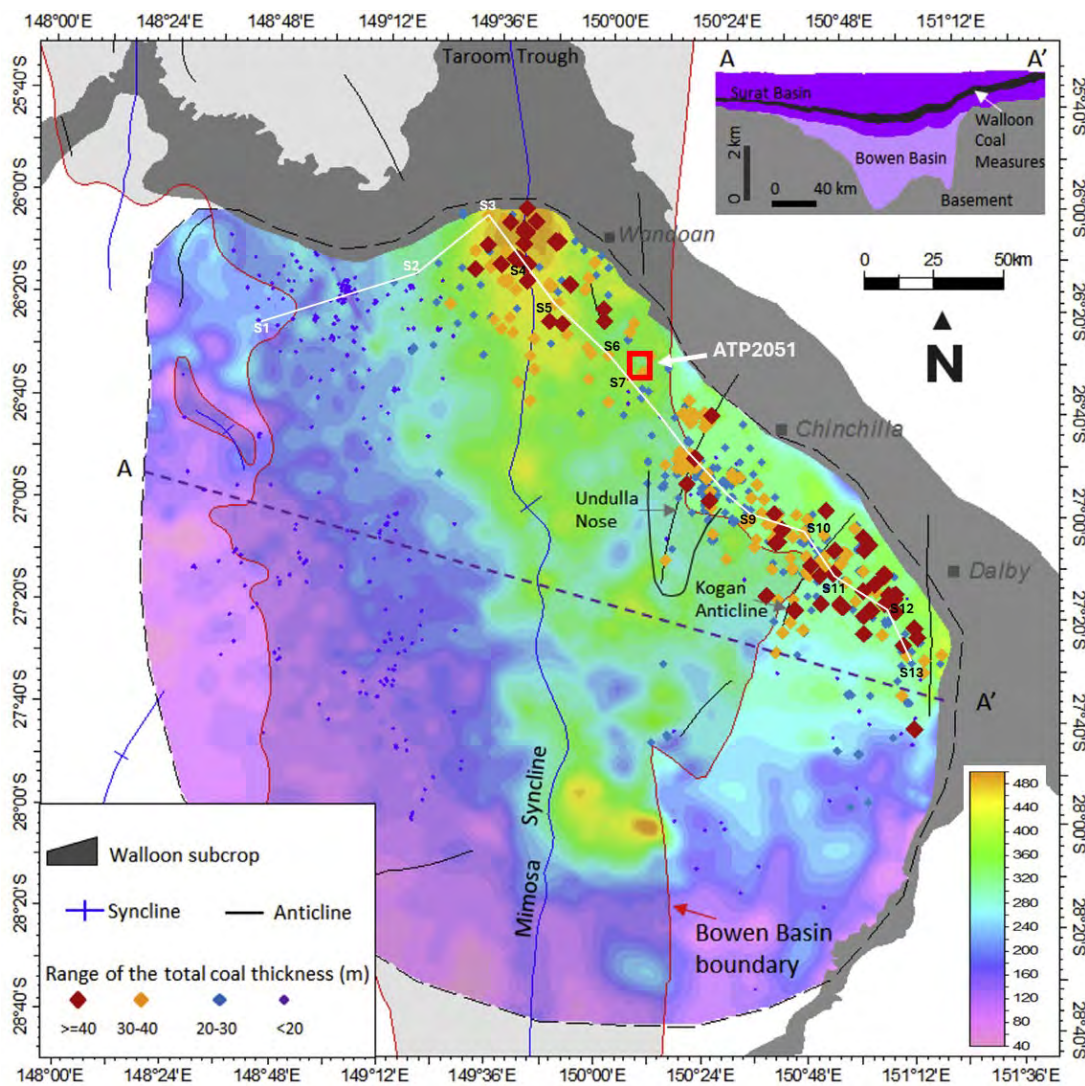 148°00'E 148°24'E 148°48'E 149°12'E 149°36'E 150°00'E 150°24'E 150°48'E 151°12'E
Taroom Trough
A A'
Surat Basin
Walloon
Coal
Measures
Bowen Basin
2 km
0
0 40 km
Basement
25°40'S 25°40'S
26°00'S 26°00'S
26°20'S 26°20'S
26°40'S 26°40'S
27°00'S 27°00'S
27°20'S 27°20'S
27°40'S 27°40'S
28°00'S 28°00'S
28°20'S 28°20'S
28°40'S 28°40'S
Wandoan
0 25 50km
N
S3
S2
S4
S1
S5
S6
ATP2051
S7
Chinchilla
A
Undulla
Nose
S9
S10
Dalby
Kogan
Anticline
S11
S12
S13
A'
Mimosa Syncline
Bowen Basin
boundary
480
440
400
360
320
280
240
200
160
120
80
40
Walloon subcrop
Syncline Anticline
Range of the total coal thickness (m)
>=40 30-40 20-30 <20
148°00'E 148°24'E 148°48'E 149°12'E 149°36'E 150°00'E 150°24'E 150°48'E 151°12'E